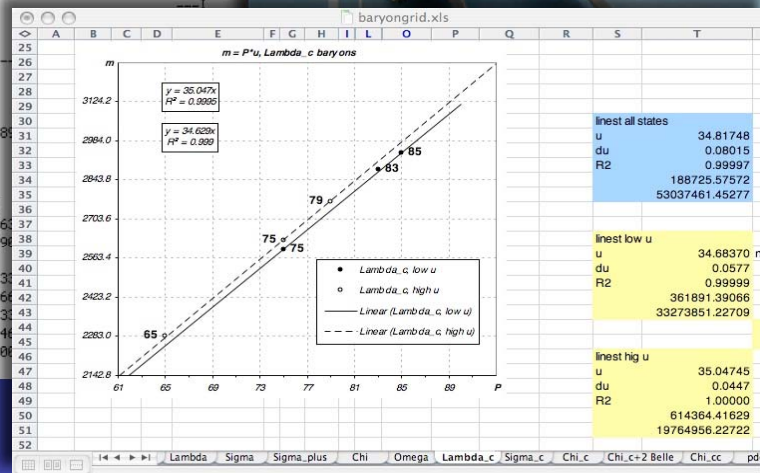 baryongrid.xls
A B C D E F G H I L O P Q R S T
25
m = P*u, Lambda_c baryons
26
m
27
28
y = 35.047x
R² = 0.9995
29
3124.2
30
linest all states
31
y = 34.629x
R² = 0.999
u 34.81748
32
2984.0
du 0.08015
85
33
R2 0.99997
83
34
2843.8
188725.57572
35
53037461.45277
79
36
2703.6
37
38
75
linest low u
75
39
2563.4
u 34.68370
40
Lambda_c, low u
du 0.0577
41
R2 0.99999
42
2423.2
Lambda_c, high u
361891.39066
43
Linear (Lambda_c, low u)
33273851.22709
44
65
45
2283.0
Linear (Lambda_c, high u)
46
linest hig u
47
2142.8
u 35.04745
48
61 65 69 73 77 81 85 89 P
du 0.0447
49
R2 1.00000
50
614364.41629
51
19764956.22722
52
Lambda Sigma Sigma_plus Chi Omega Lambda_c Sigma_c Chi_c Chi_c+2 Belle Chi_cc